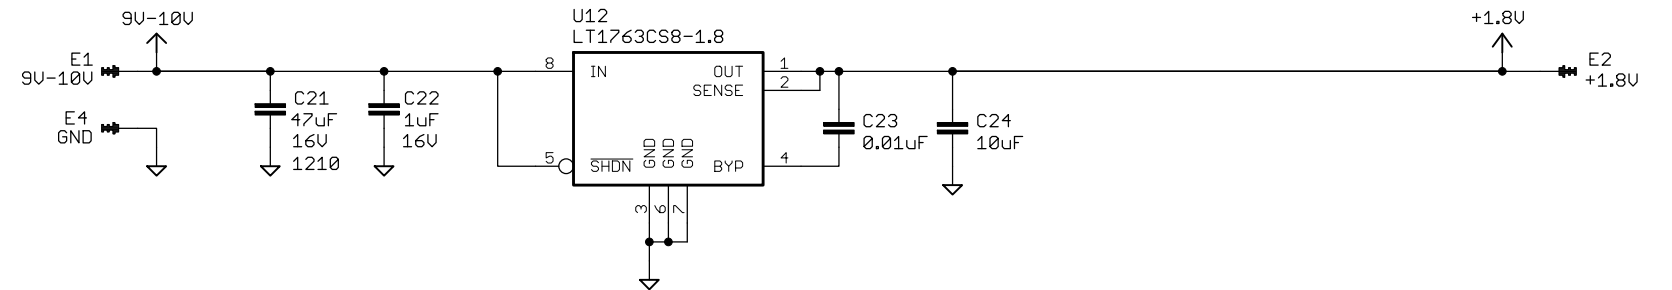 9V-10V
E1
9V-10V
E4
GND
C21
47uF
16V
1210
C22
1uF
16V
U12
LT1763CS8-1.8
8
IN
5
SHDN
GND
GND
GND
3
6
7
OUT
1
SENSE
2
BYP
4
C23
0.01uF
C24
10uF
+1.8V
E2
+1.8V